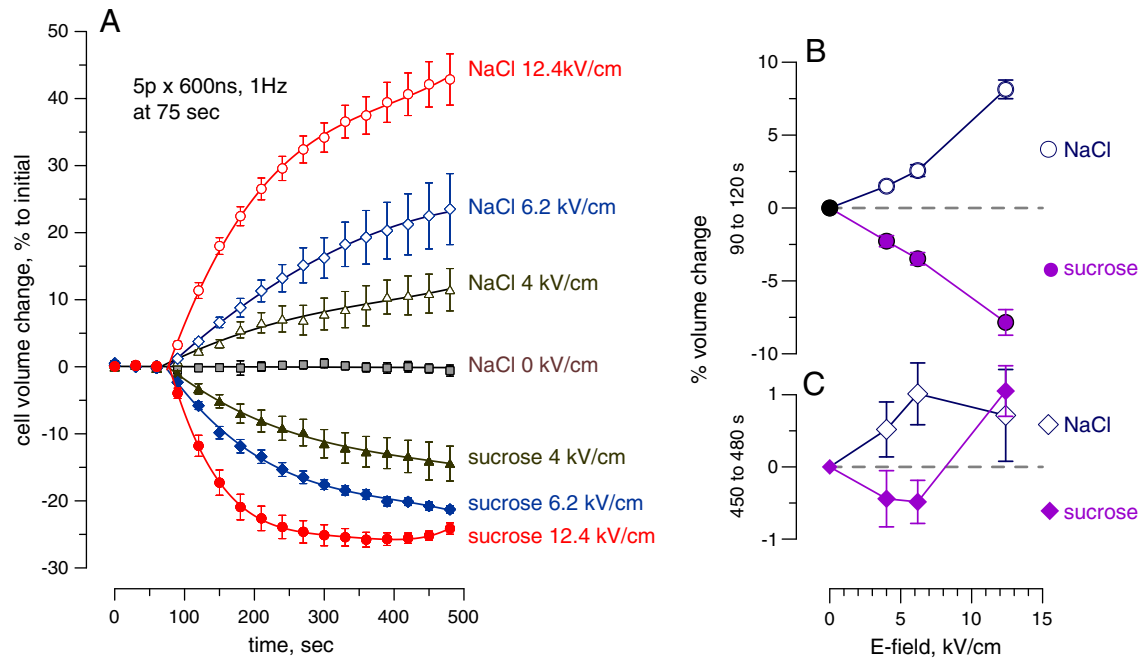 A
5p x 600ns, 1Hz
at 75 sec
cell volume change, % to initial
50
40
30
20
10
0
-10
-20
-30
NaCl 12.4kV/cm
NaCl 6.2 kV/cm
NaCl 4 kV/cm
NaCl 0 kV/cm
sucrose 4 kV/cm
sucrose 6.2 kV/cm
sucrose 12.4 kV/cm
0
100
200
300
400
500
time, sec
B
% volume change
90 to 120 s
10
5
0
-5
-10
NaCl
sucrose
C
450 to 480 s
1
0
-1
NaCl
sucrose
0
5
10
15
E-field, kV/cm